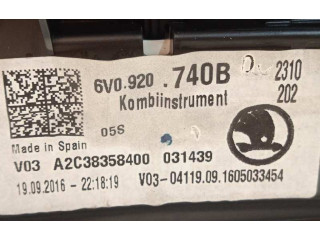 6V0.920 .740B
2310
202
Kombiinstrument
05S
Made in Spain
V03 A2C38358400 031439
19.09.2016 - 22:18:19 V03-04119.09.1605033454